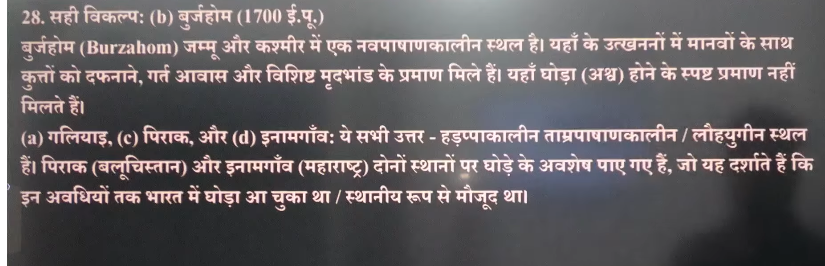 28. सही विकल्प: (b) बुर्जहोम (1700 ई.पू.)
बुर्जहोम (Burzahom) जम्मू और कश्मीर में एक नवपाषाणकालीन स्थल है। यहाँ के उत्खननों में मानवों के साथ
कुत्तों को दफनाने, गर्त आवास और विशिष्ट मृदभांड के प्रमाण मिले हैं। यहाँ घोड़ा (अश्व) होने के स्पष्ट प्रमाण नहीं
मिलते हैं।
(a) गलियाइ, (c) पिराक, और (d) इनामगाँव: ये सभी उत्तर - हड़प्पाकालीन ताम्रपाषाणकालीन / लौहयुगीन स्थल
हैं। पिराक (बलूचिस्तान) और इनामगाँव (महाराष्ट्र) दोनों स्थानों पर घोड़े के अवशेष पाए गए हैं, जो यह दर्शाते हैं कि
इन अवधियों तक भारत में घोड़ा आ चुका था / स्थानीय रूप से मौजूद था।